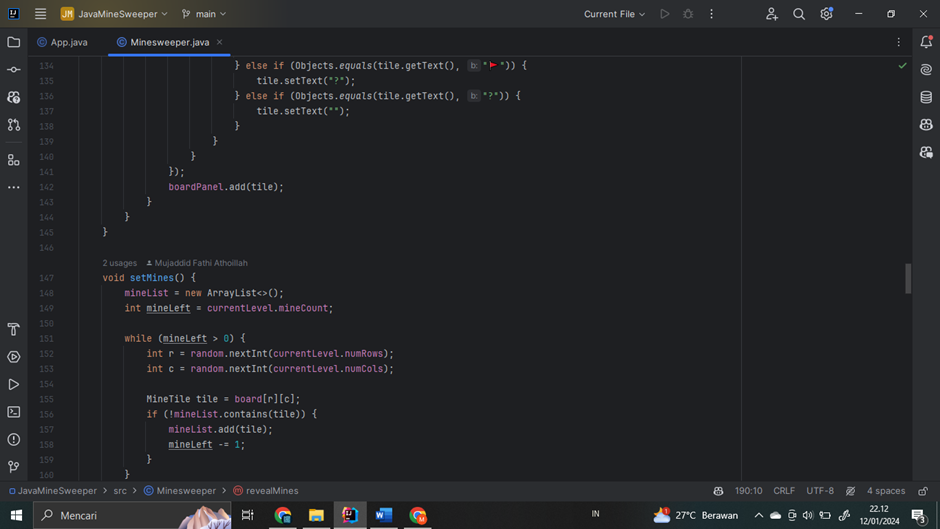 JM JavaMineSweeper main Current File
App.java Minesweeper.java
134 } else if (Objects.equals(tile.getText(), b: "🚩")) {
135 tile.setText("?");
136 } else if (Objects.equals(tile.getText(), b: "?")) {
137 tile.setText("");
138 }
139 }
140 }
141 });
142 boardPanel.add(tile);
143 }
144 }
145 }
146
2 usages Mujaddid Fathi Athoillah
147 void setMines() {
148 mineList = new ArrayList<>();
149 int mineLeft = currentLevel.mineCount;
150
151 while (mineLeft > 0) {
152 int r = random.nextInt(currentLevel.numRows);
153 int c = random.nextInt(currentLevel.numCols);
154
155 MineTile tile = board[r][c];
156 if (!mineList.contains(tile)) {
157 mineList.add(tile);
158 mineLeft -= 1;
159 }
160 }
JavaMineSweeper > src > Minesweeper > revealMines 190:10 CRLF UTF-8 4 spaces
Mencari IN 27°C Berawan 22.12
12/01/2024 3